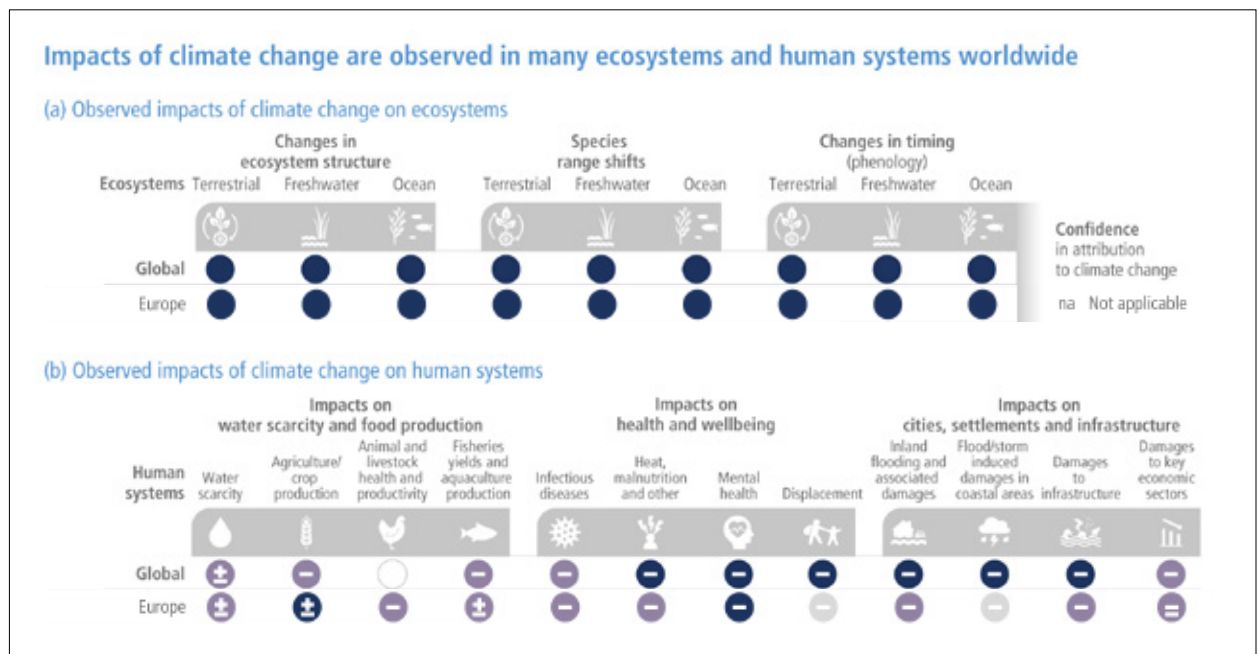 Impacts of climate change are observed in many ecosystems and human systems worldwide
(a) Observed impacts of climate change on ecosystems
Changes in
ecosystem structure
Species
range shifts
Changes in timing
(phenology)
Ecosystems Terrestrial Freshwater Ocean Terrestrial Freshwater Ocean Terrestrial Freshwater Ocean
Confidence
in attribution
to climate change
na Not applicable
Global
Europe
(b) Observed impacts of climate change on human systems
Impacts on
water scarcity and food production
Impacts on
health and wellbeing
Impacts on
cities, settlements and infrastructure
Human
systems
Water
scarcity
Agriculture/
crop
production
Animal and
livestock
health and
productivity
Fisheries
yields and
aquaculture
production
Infectious
diseases
Heat,
malnutrition
and other
Mental
health
Displacement
Inland
flooding and
associated
damages
Flood/storm
induced
damages in
coastal areas
Damages
to
infrastructure
Damages
to key
economic
sectors
Global ± − − − − − − − − − −
Europe ± ± − ± − − − − − − − =